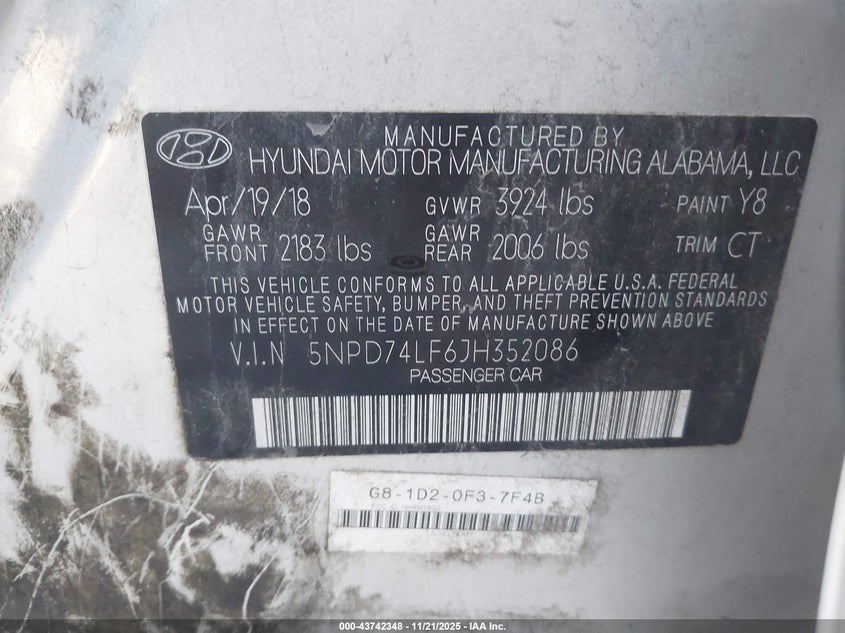 MANUFACTURED BY
HYUNDAI MOTOR MANUFACTURING ALABAMA, LLC
Apr/19/18 GVWR 3924 lbs PAINT Y8
GAWR FRONT 2183 lbs GAWR REAR 2006 lbs TRIM CT
THIS VEHICLE CONFORMS TO ALL APPLICABLE U.S.A. FEDERAL
MOTOR VEHICLE SAFETY, BUMPER, AND THEFT PREVENTION STANDARDS
IN EFFECT ON THE DATE OF MANUFACTURE SHOWN ABOVE
V.I.N 5NPD74LF6JH352086
PASSENGER CAR
G8-1D2-0F3-7F4B
000-43742348 - 11/21/2025 - IAA Inc.